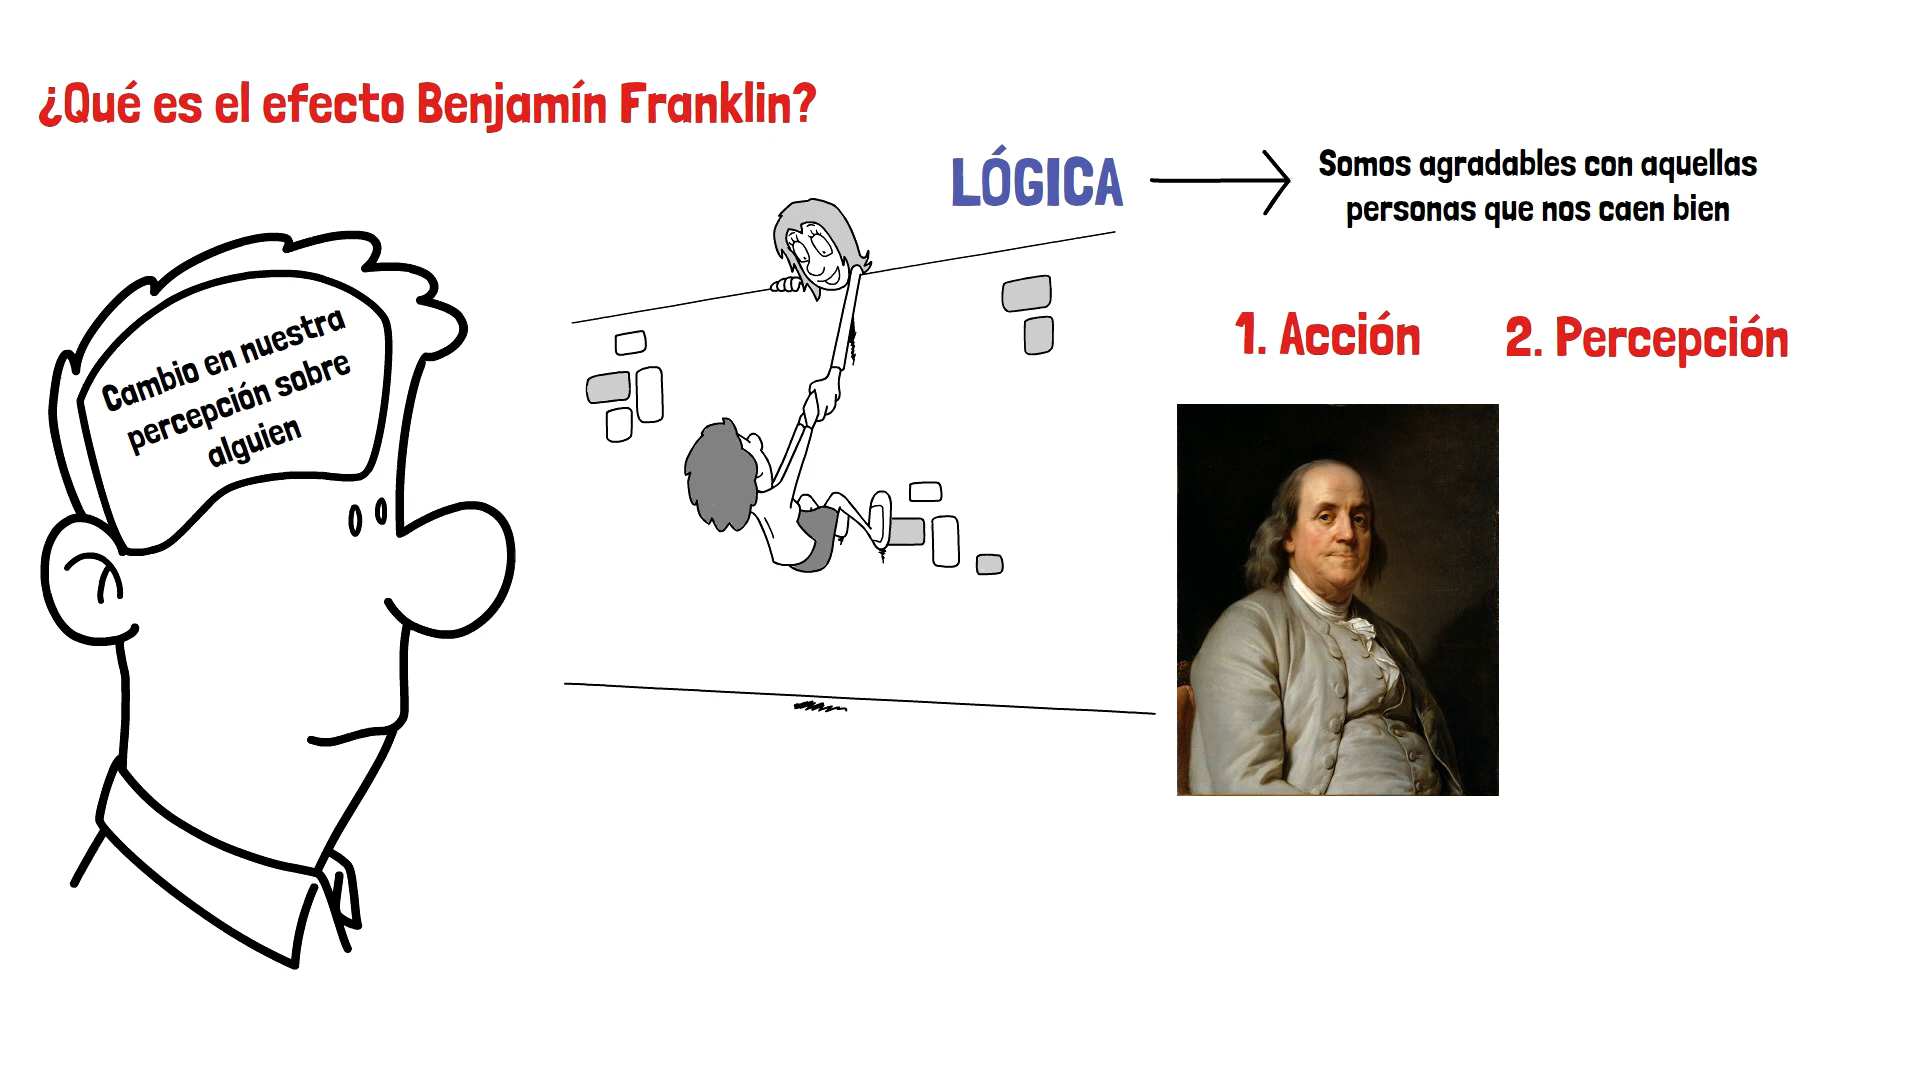 ¿Qué es el efecto Benjamín Franklin?
LÓGICA
Somos agradables con aquellas
personas que nos caen bien
Cambio en nuestra
percepción sobre
alguien
1. Acción
2. Percepción